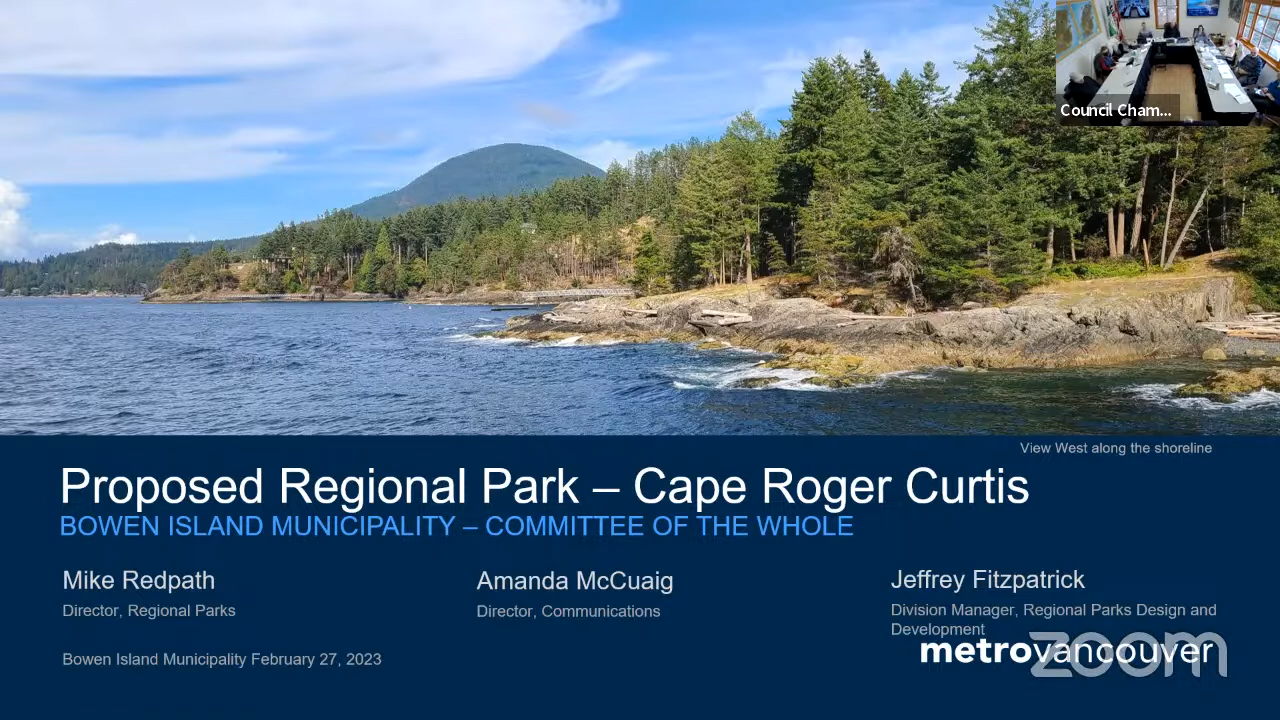 Council Cham...
View West along the shoreline
Proposed Regional Park – Cape Roger Curtis
BOWEN ISLAND MUNICIPALITY – COMMITTEE OF THE WHOLE
Mike Redpath
Director, Regional Parks
Amanda McCuaig
Director, Communications
Jeffrey Fitzpatrick
Division Manager, Regional Parks Design and
Development
Bowen Island Municipality February 27, 2023
metrovancouver
zoom